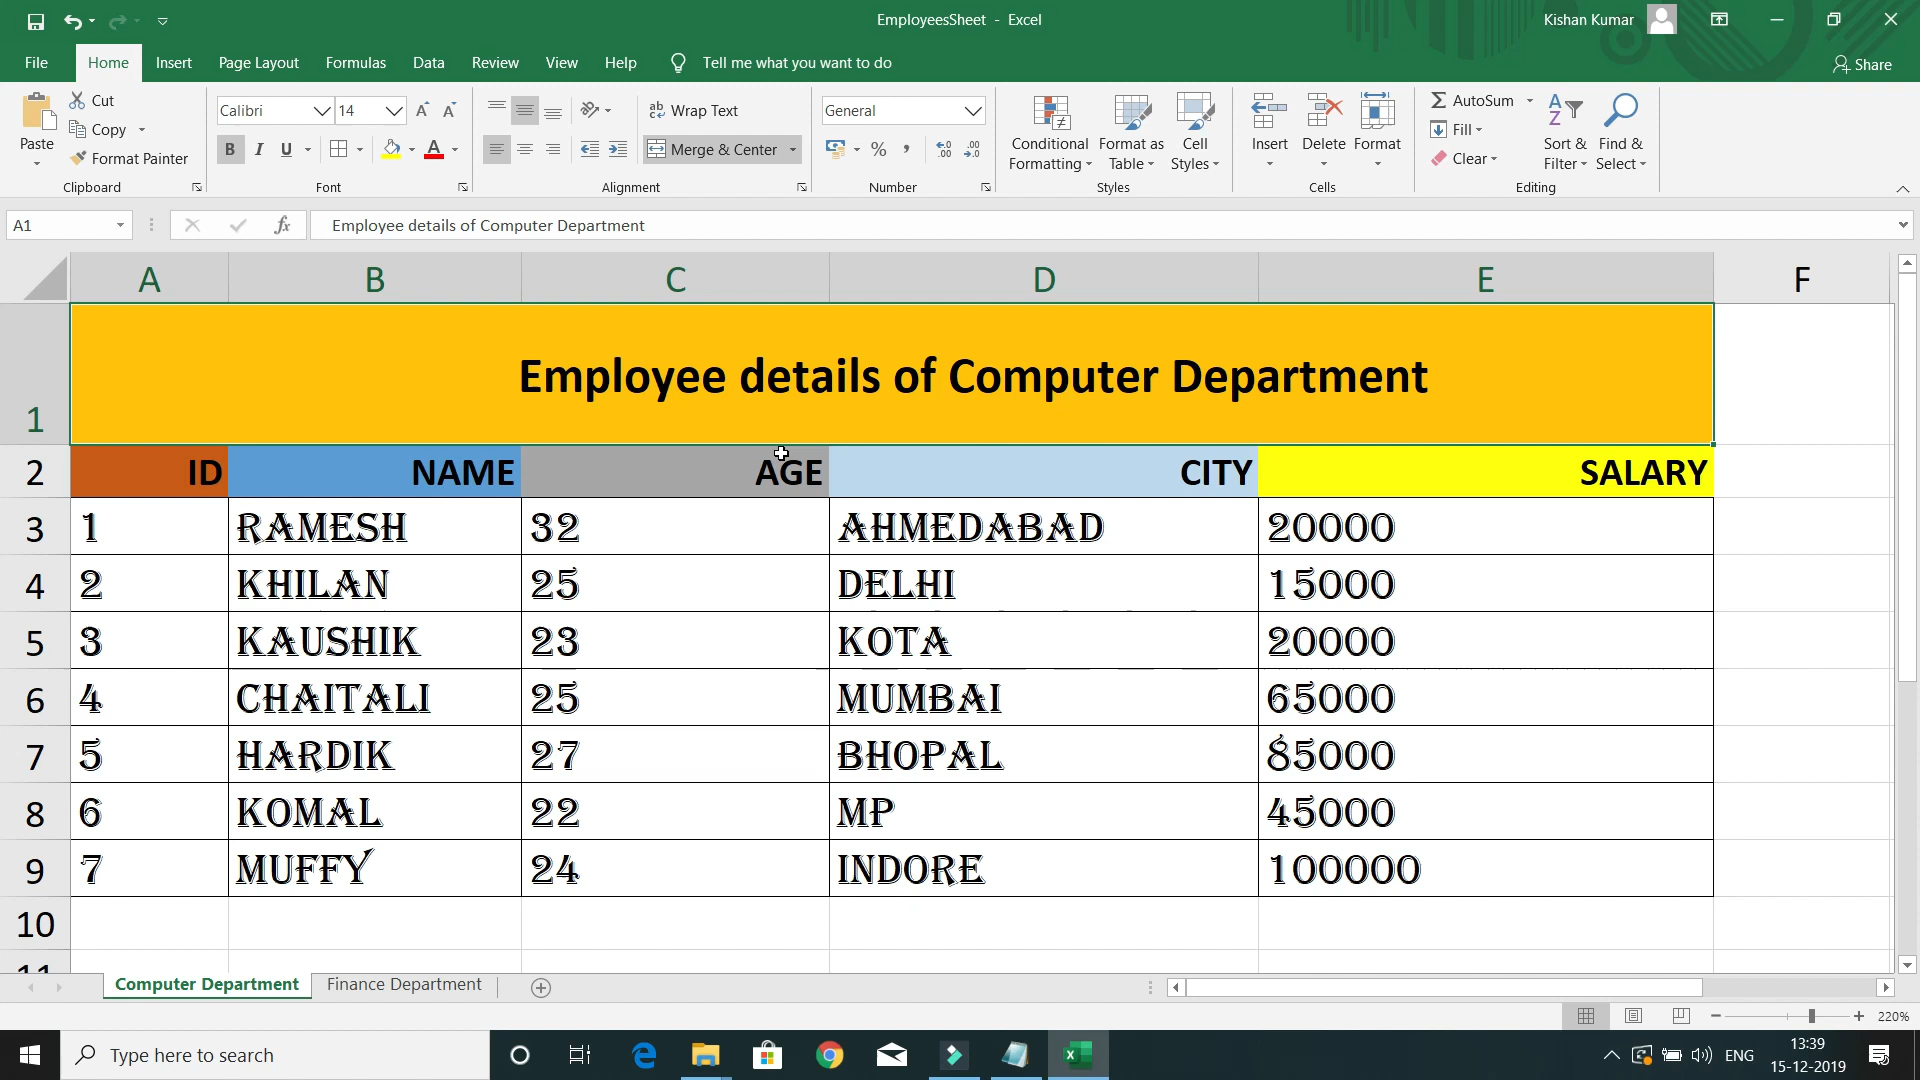 EmployeesSheet - Excel
Kishan Kumar
File Home Insert Page Layout Formulas Data Review View Help Tell me what you want to do
Share
Paste
Cut
Copy
Format Painter
Clipboard
Calibri 14
B I U
Font
Wrap Text
Merge & Center
Alignment
General
% ,
Number
Conditional Formatting
Format as Table
Cell Styles
Styles
Insert Delete Format
Cells
AutoSum
Fill
Clear
Sort & Filter
Find & Select
Editing
A1
fx Employee details of Computer Department
A B C D E F
1 Employee details of Computer Department
2 ID NAME AGE CITY SALARY
3 1 RAMESH 32 AHMEDABAD 20000
4 2 KHILAN 25 DELHI 15000
5 3 KAUSHIK 23 KOTA 20000
6 4 CHAITALI 25 MUMBAI 65000
7 5 HARDIK 27 BHOPAL 85000
8 6 KOMAL 22 MP 45000
9 7 MUFFY 24 INDORE 100000
10
11
Computer Department Finance Department
220%
Type here to search
ENG
13:39
15-12-2019